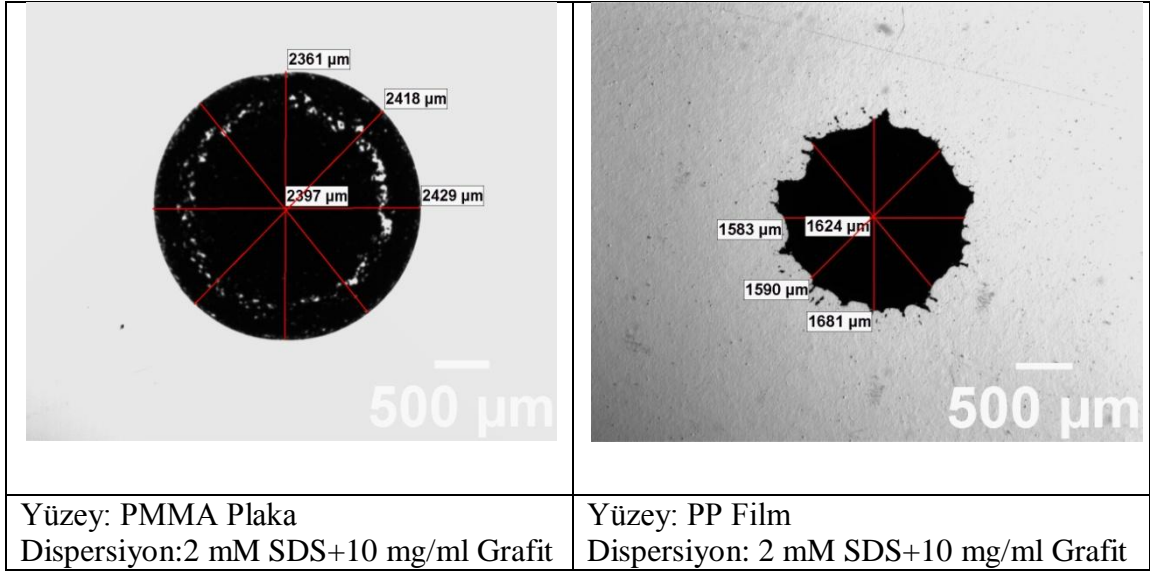 2361 µm
2418 µm
2397 µm
2429 µm
500 µm
1583 µm
1624 µm
1590 µm
1681 µm
500 µm
Yüzey: PMMA Plaka
Dispersiyon:2 mM SDS+10 mg/ml Grafit
Yüzey: PP Film
Dispersiyon: 2 mM SDS+10 mg/ml Grafit